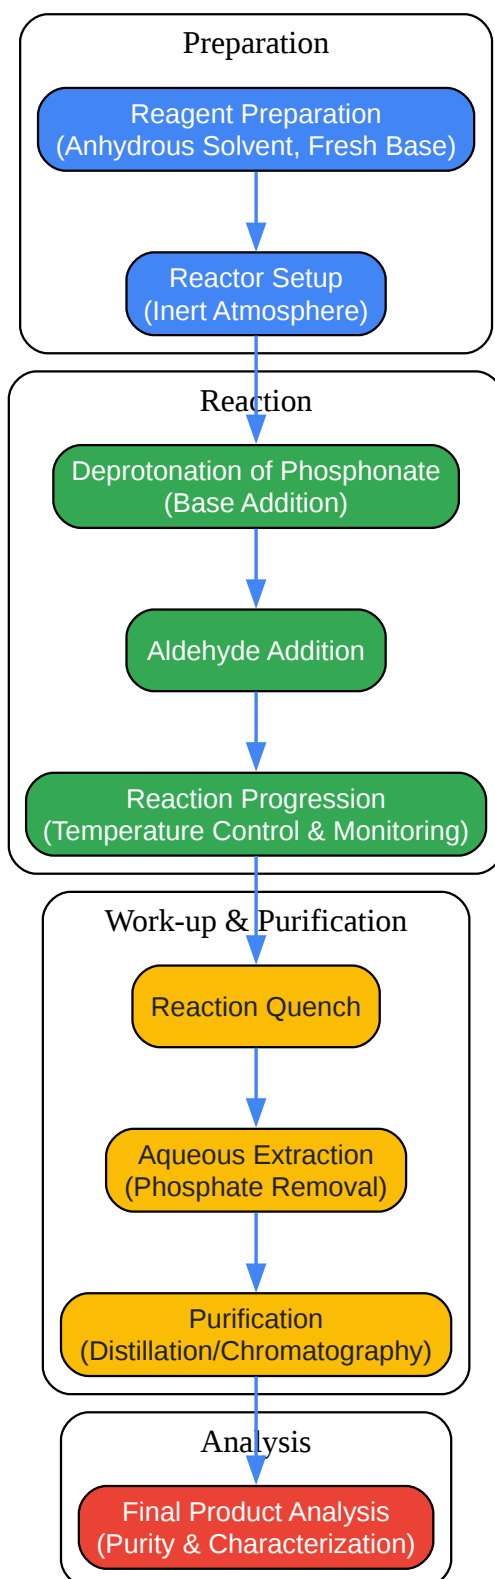 Preparation
Reagent Preparation
(Anhydrous Solvent, Fresh Base)
Reactor Setup
(Inert Atmosphere)
Reaction
Deprotonation of Phosphonate
(Base Addition)
Aldehyde Addition
Reaction Progression
(Temperature Control & Monitoring)
Work-up & Purification
Reaction Quench
Aqueous Extraction
(Phosphate Removal)
Purification
(Distillation/Chromatography)
Analysis
Final Product Analysis
(Purity & Characterization)